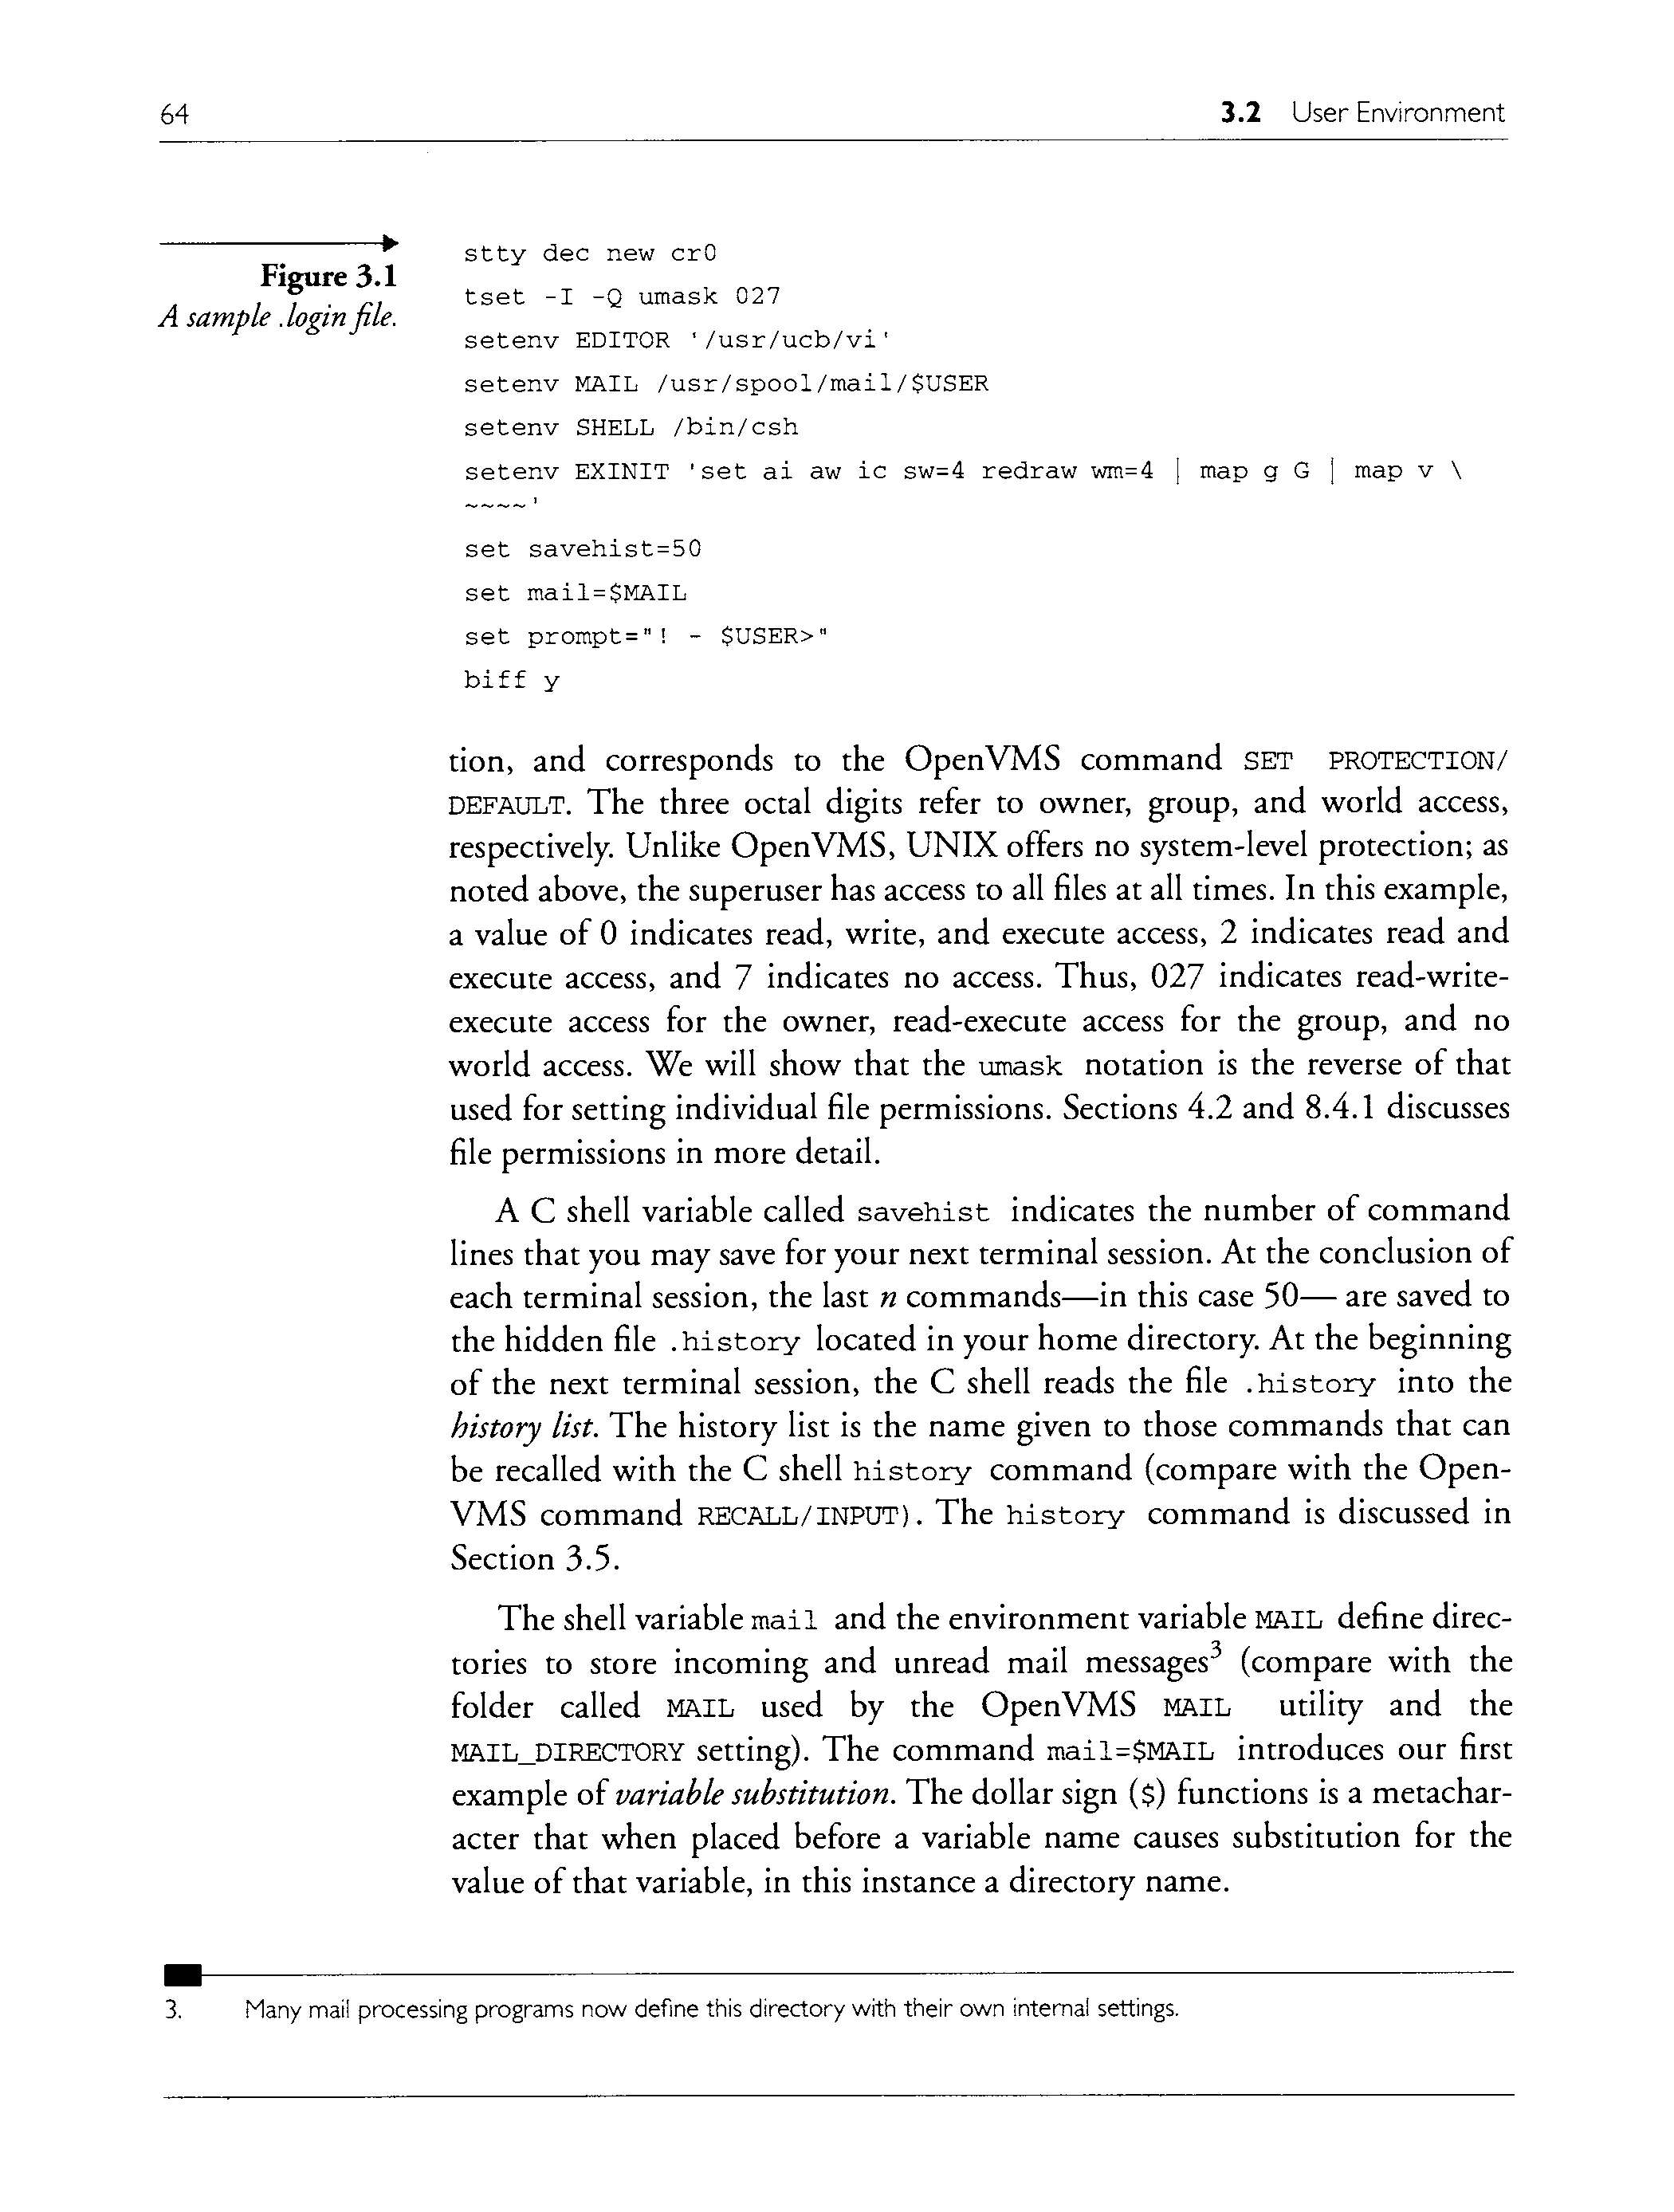 64
3.2 User Environment
Figure 3.1
A sample .login file.
stty dec new cr0
tset -I -Q umask 027
setenv EDITOR '/usr/ucb/vi'
setenv MAIL /usr/spool/mail/$USER
setenv SHELL /bin/csh
setenv EXINIT 'set ai aw ic sw=4 redraw wm=4 | map g G | map v \
~~~~'
set savehist=50
set mail=$MAIL
set prompt="! - $USER>"
biff y
tion, and corresponds to the OpenVMS command SET PROTECTION/
DEFAULT. The three octal digits refer to owner, group, and world access,
respectively. Unlike OpenVMS, UNIX offers no system-level protection; as
noted above, the superuser has access to all files at all times. In this example,
a value of 0 indicates read, write, and execute access, 2 indicates read and
execute access, and 7 indicates no access. Thus, 027 indicates read-write-
execute access for the owner, read-execute access for the group, and no
world access. We will show that the umask notation is the reverse of that
used for setting individual file permissions. Sections 4.2 and 8.4.1 discusses
file permissions in more detail.
A C shell variable called savehist indicates the number of command
lines that you may save for your next terminal session. At the conclusion of
each terminal session, the last n commands—in this case 50— are saved to
the hidden file .history located in your home directory. At the beginning
of the next terminal session, the C shell reads the file .history into the
history list. The history list is the name given to those commands that can
be recalled with the C shell history command (compare with the Open-
VMS command RECALL/INPUT). The history command is discussed in
Section 3.5.
The shell variable mail and the environment variable MAIL define direc-
tories to store incoming and unread mail messages³ (compare with the
folder called MAIL used by the OpenVMS MAIL utility and the
MAIL_DIRECTORY setting). The command mail=$MAIL introduces our first
example of variable substitution. The dollar sign ($) functions is a metachar-
acter that when placed before a variable name causes substitution for the
value of that variable, in this instance a directory name.
3. Many mail processing programs now define this directory with their own internal settings.